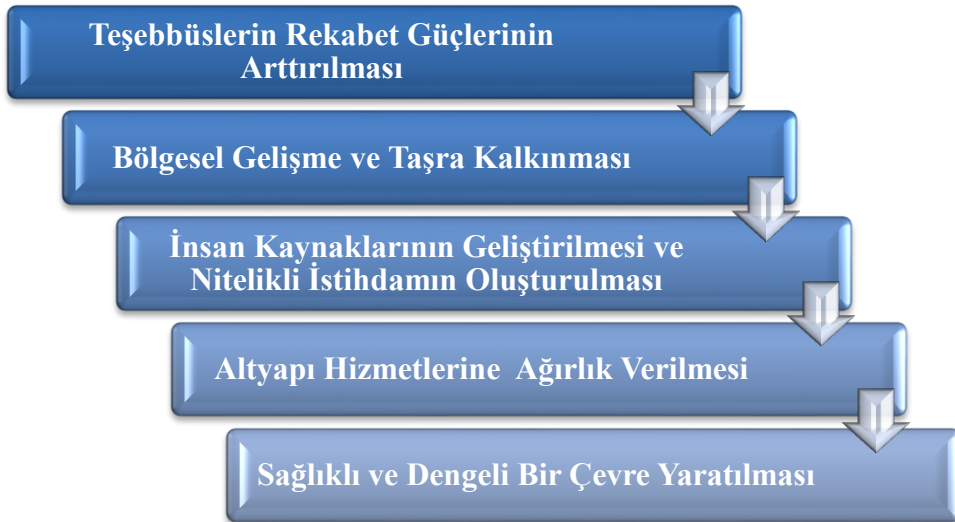 Teşebbüslerin Rekabet Güçlerinin
Arttırılması
Bölgesel Gelişme ve Taşra Kalkınması
İnsan Kaynaklarının Geliştirilmesi ve
Nitelikli İstihdamın Oluşturulması
Altyapı Hizmetlerine Ağırlık Verilmesi
Sağlıklı ve Dengeli Bir Çevre Yaratılması